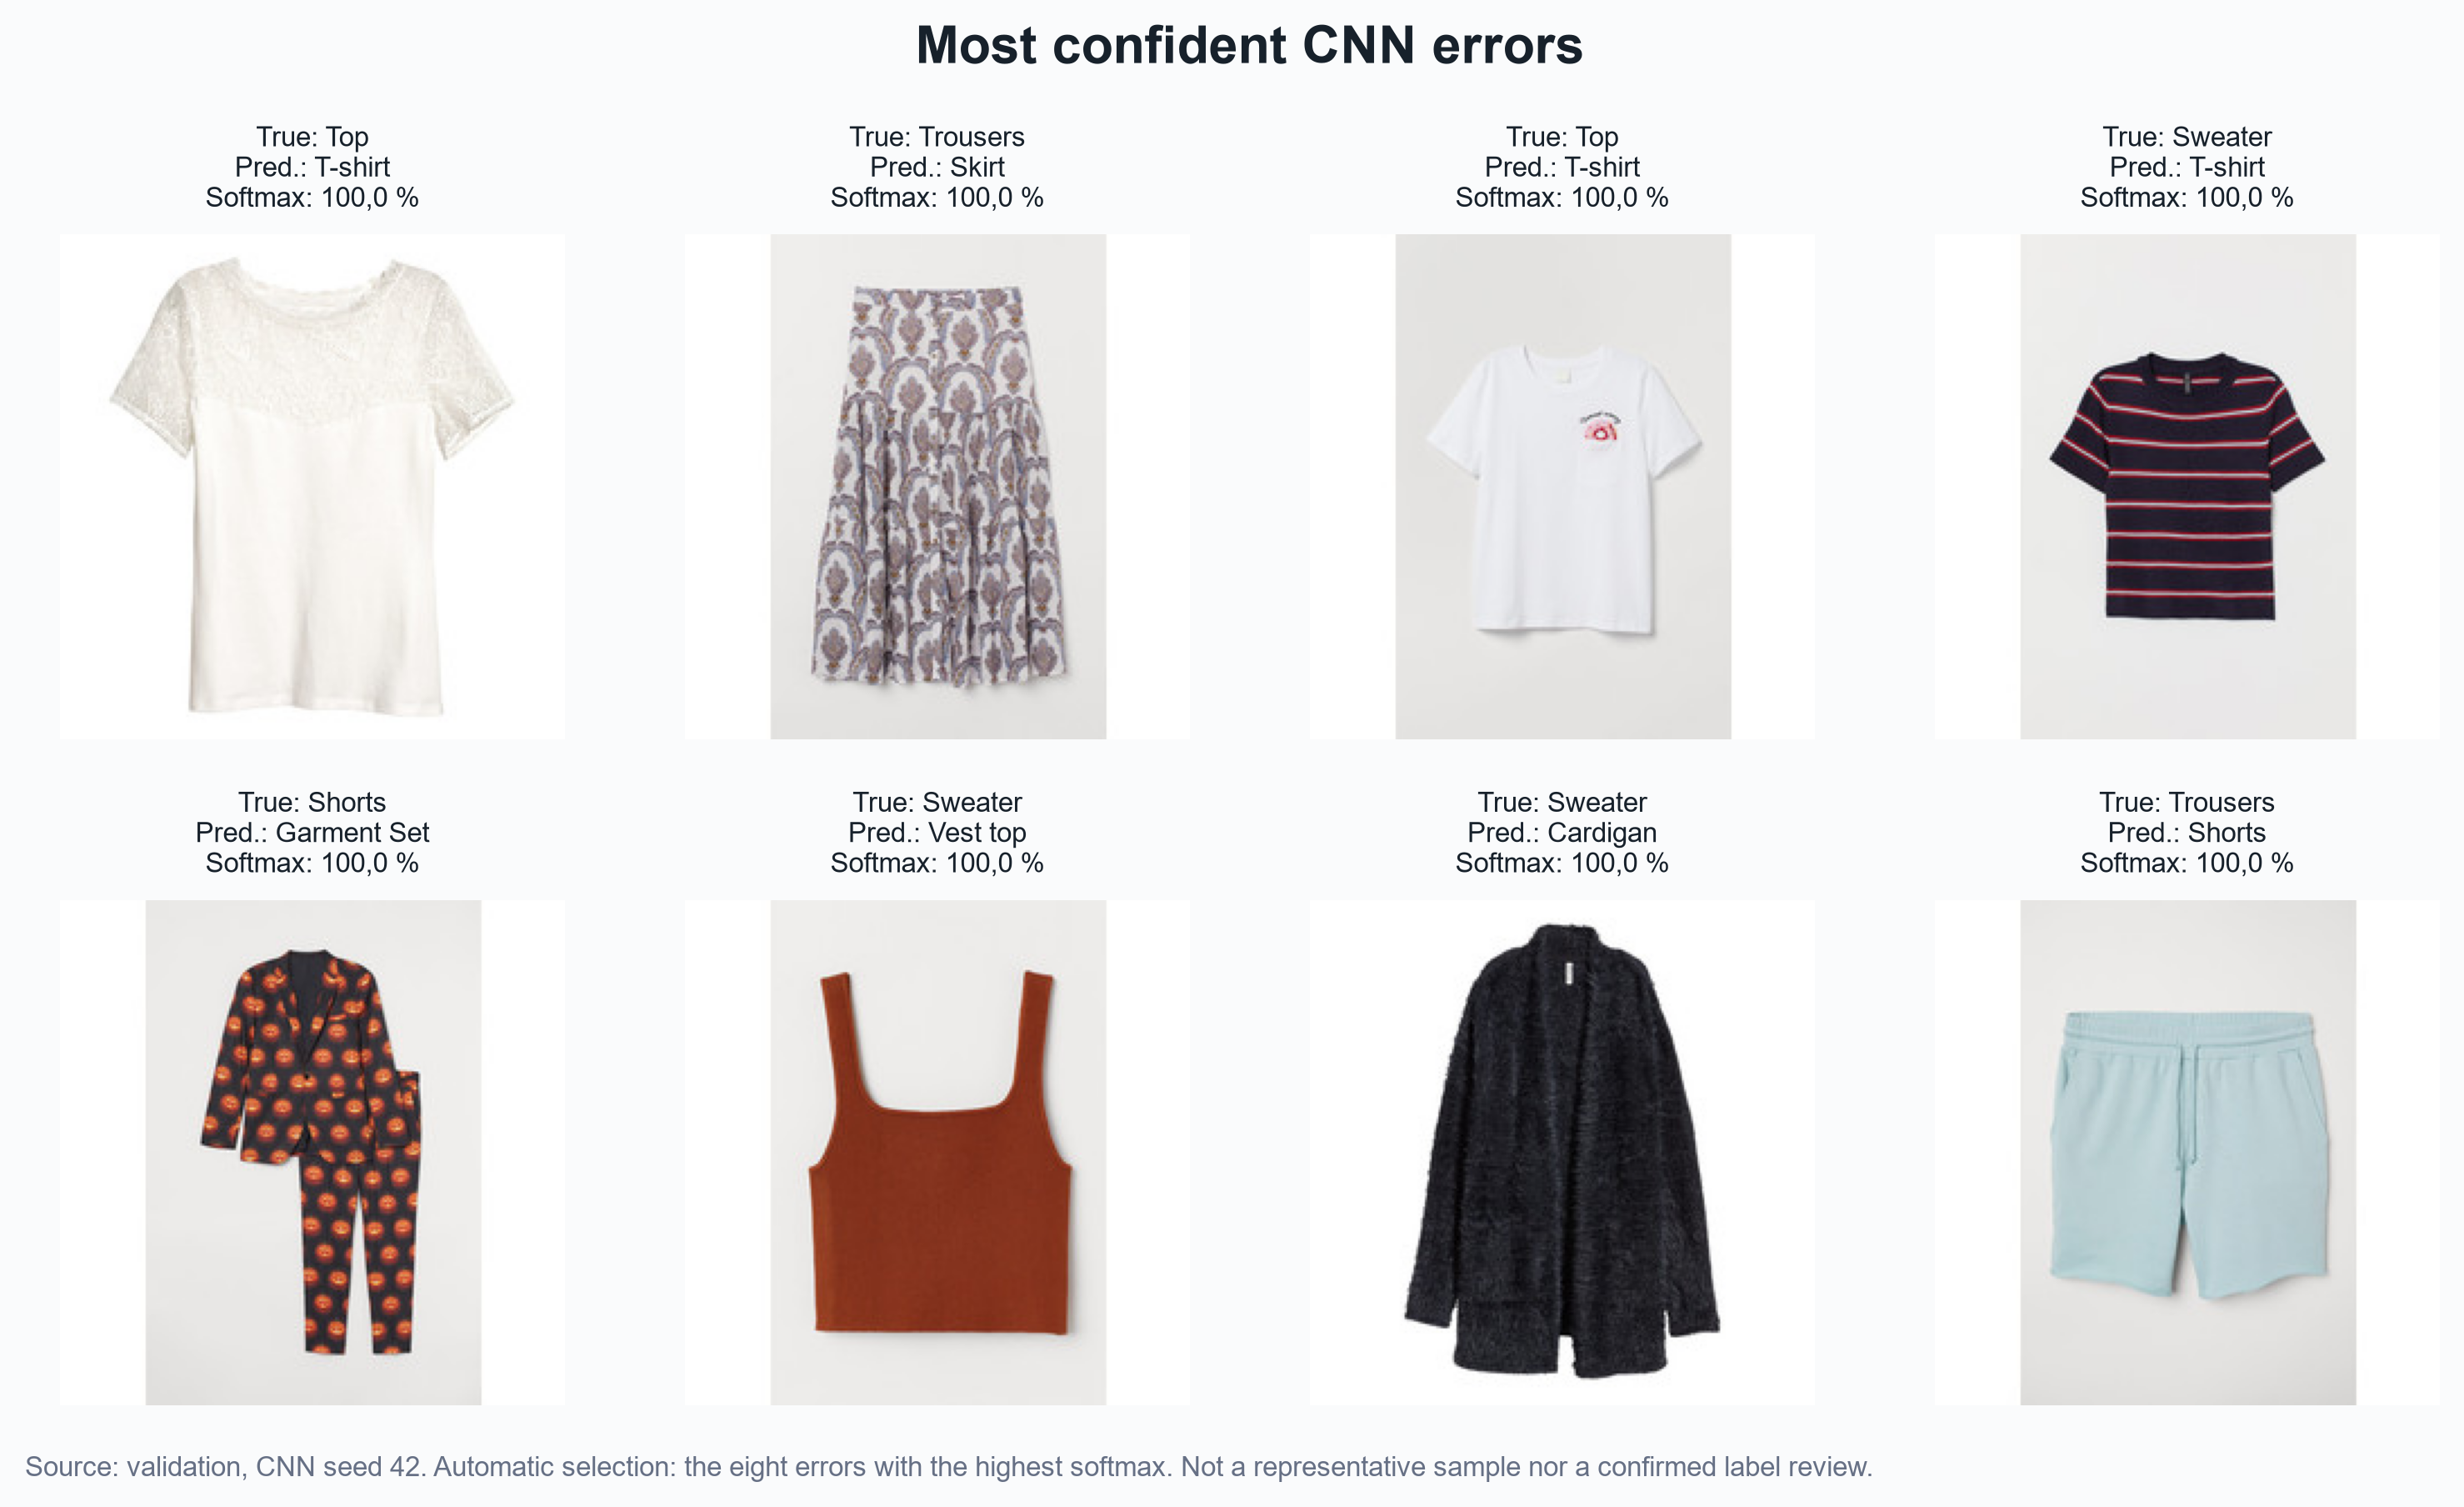 Most confident CNN errors
True: Top
Pred.: T-shirt
Softmax: 100,0 %
True: Trousers
Pred.: Skirt
Softmax: 100,0 %
True: Top
Pred.: T-shirt
Softmax: 100,0 %
True: Sweater
Pred.: T-shirt
Softmax: 100,0 %
True: Shorts
Pred.: Garment Set
Softmax: 100,0 %
True: Sweater
Pred.: Vest top
Softmax: 100,0 %
True: Sweater
Pred.: Cardigan
Softmax: 100,0 %
True: Trousers
Pred.: Shorts
Softmax: 100,0 %
Source: validation, CNN seed 42. Automatic selection: the eight errors with the highest softmax. Not a representative sample nor a confirmed label review.